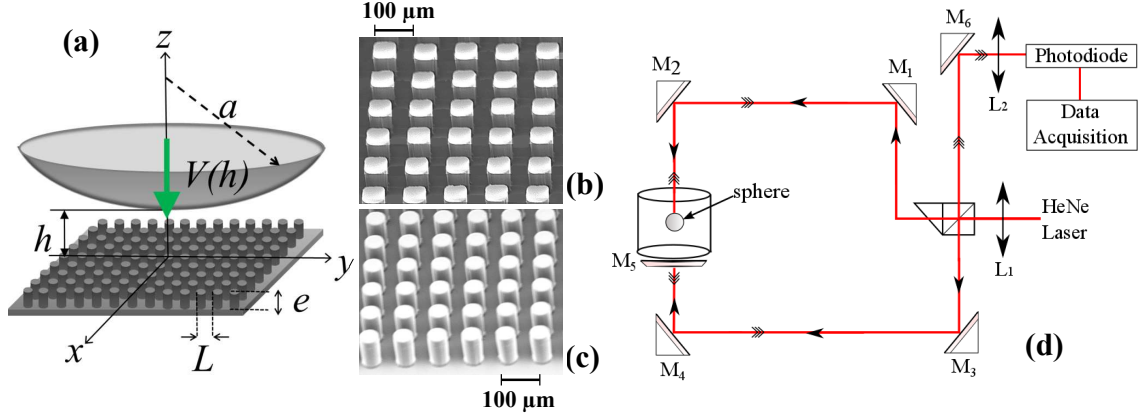 (a)
z
a
V(h)
h
y
e
x
L
100 µm
(b)
(c)
100 µm
M₆
M₂
M₁
L₂
Photodiode
Data
Acquisition
sphere
HeNe
Laser
L₁
M₅
M₄
M₃
(d)